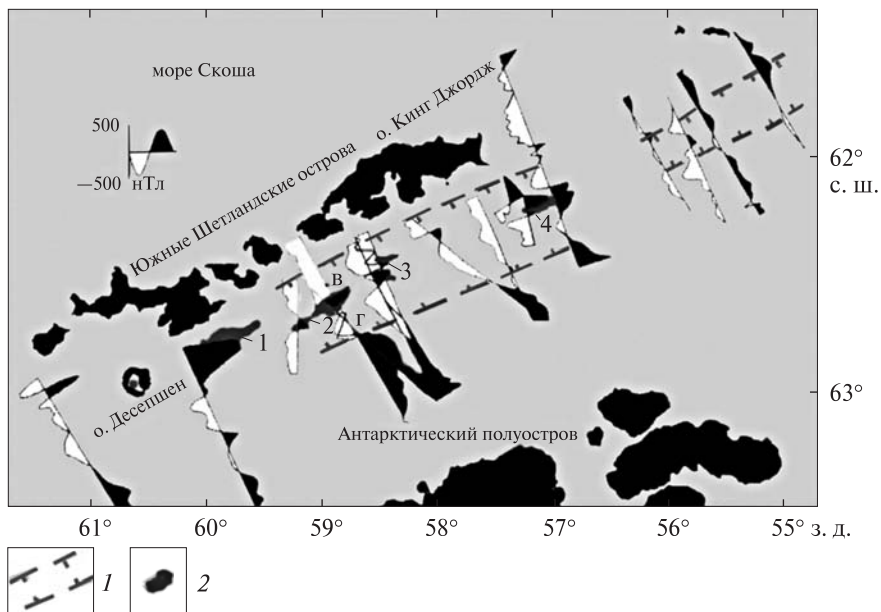 море Скоша
500
—500
нТл
Южные Шетландские острова
о. Кинг Джордж
62°
с. ш.
4
3
в
2
г
1
о. Десепшен
63°
Антарктический полуостров
61° 60° 59° 58° 57° 56° 55° з. д.
1 2